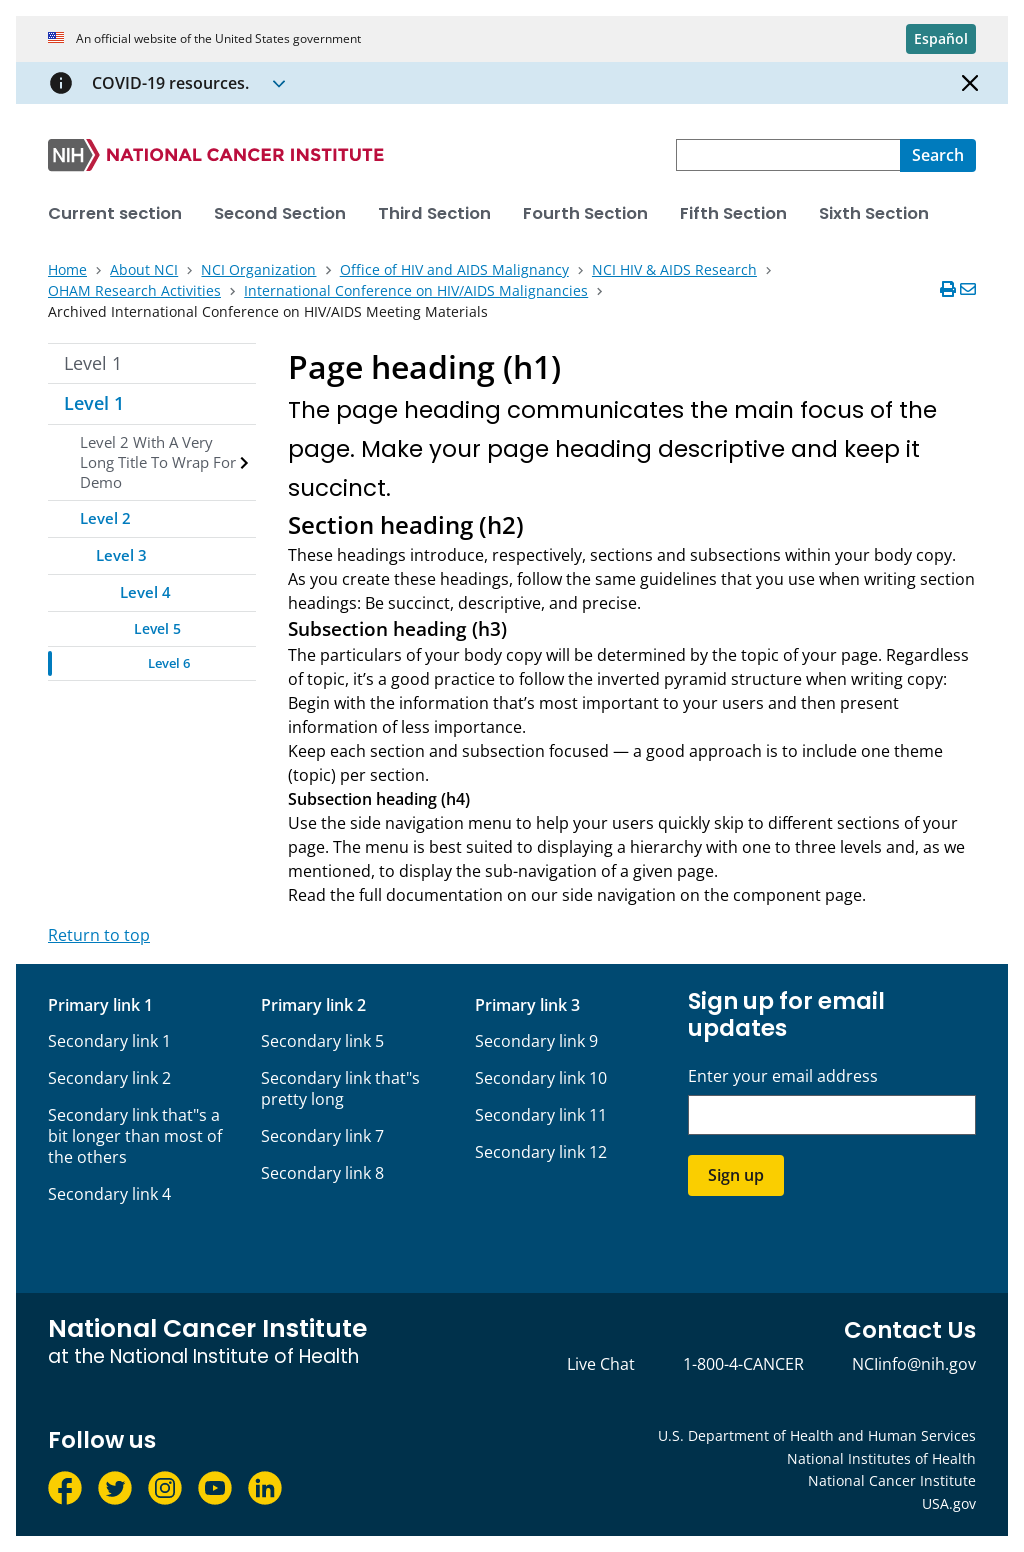 An official website of the United States government
Español
COVID-19 resources.
NIH NATIONAL CANCER INSTITUTE
Search
Current section Second Section Third Section Fourth Section Fifth Section Sixth Section
Home > About NCI > NCI Organization > Office of HIV and AIDS Malignancy > NCI HIV & AIDS Research >
OHAM Research Activities > International Conference on HIV/AIDS Malignancies >
Archived International Conference on HIV/AIDS Meeting Materials
Level 1
Level 1
Level 2 With A Very
Long Title To Wrap For
Demo
Level 2
Level 3
Level 4
Level 5
Level 6
Page heading (h1)
The page heading communicates the main focus of the
page. Make your page heading descriptive and keep it
succinct.
Section heading (h2)
These headings introduce, respectively, sections and subsections within your body copy.
As you create these headings, follow the same guidelines that you use when writing section
headings: Be succinct, descriptive, and precise.
Subsection heading (h3)
The particulars of your body copy will be determined by the topic of your page. Regardless
of topic, it’s a good practice to follow the inverted pyramid structure when writing copy:
Begin with the information that’s most important to your users and then present
information of less importance.
Keep each section and subsection focused — a good approach is to include one theme
(topic) per section.
Subsection heading (h4)
Use the side navigation menu to help your users quickly skip to different sections of your
page. The menu is best suited to displaying a hierarchy with one to three levels and, as we
mentioned, to display the sub-navigation of a given page.
Read the full documentation on our side navigation on the component page.
Return to top
Primary link 1
Secondary link 1
Secondary link 2
Secondary link that"s a
bit longer than most of
the others
Secondary link 4
Primary link 2
Secondary link 5
Secondary link that"s
pretty long
Secondary link 7
Secondary link 8
Primary link 3
Secondary link 9
Secondary link 10
Secondary link 11
Secondary link 12
Sign up for email
updates
Enter your email address
Sign up
National Cancer Institute
at the National Institute of Health
Contact Us
Live Chat 1-800-4-CANCER NCIinfo@nih.gov
Follow us
U.S. Department of Health and Human Services
National Institutes of Health
National Cancer Institute
USA.gov